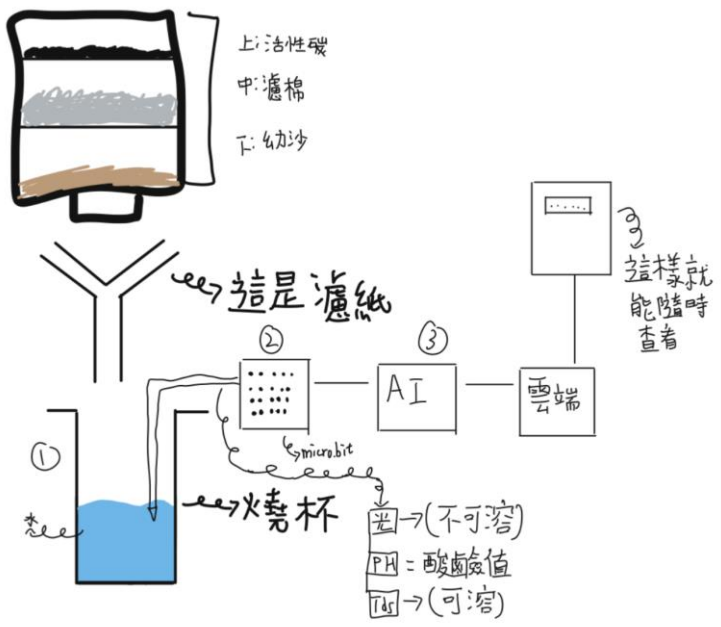 上:活性碳
中:濾棉
下:幼沙
這是濾紙
這樣就
能隨時
查看
②
③
AI
雲端
microbit
①
燒杯
光→(不可溶)
PH=酸鹼值
Tds→(可溶)